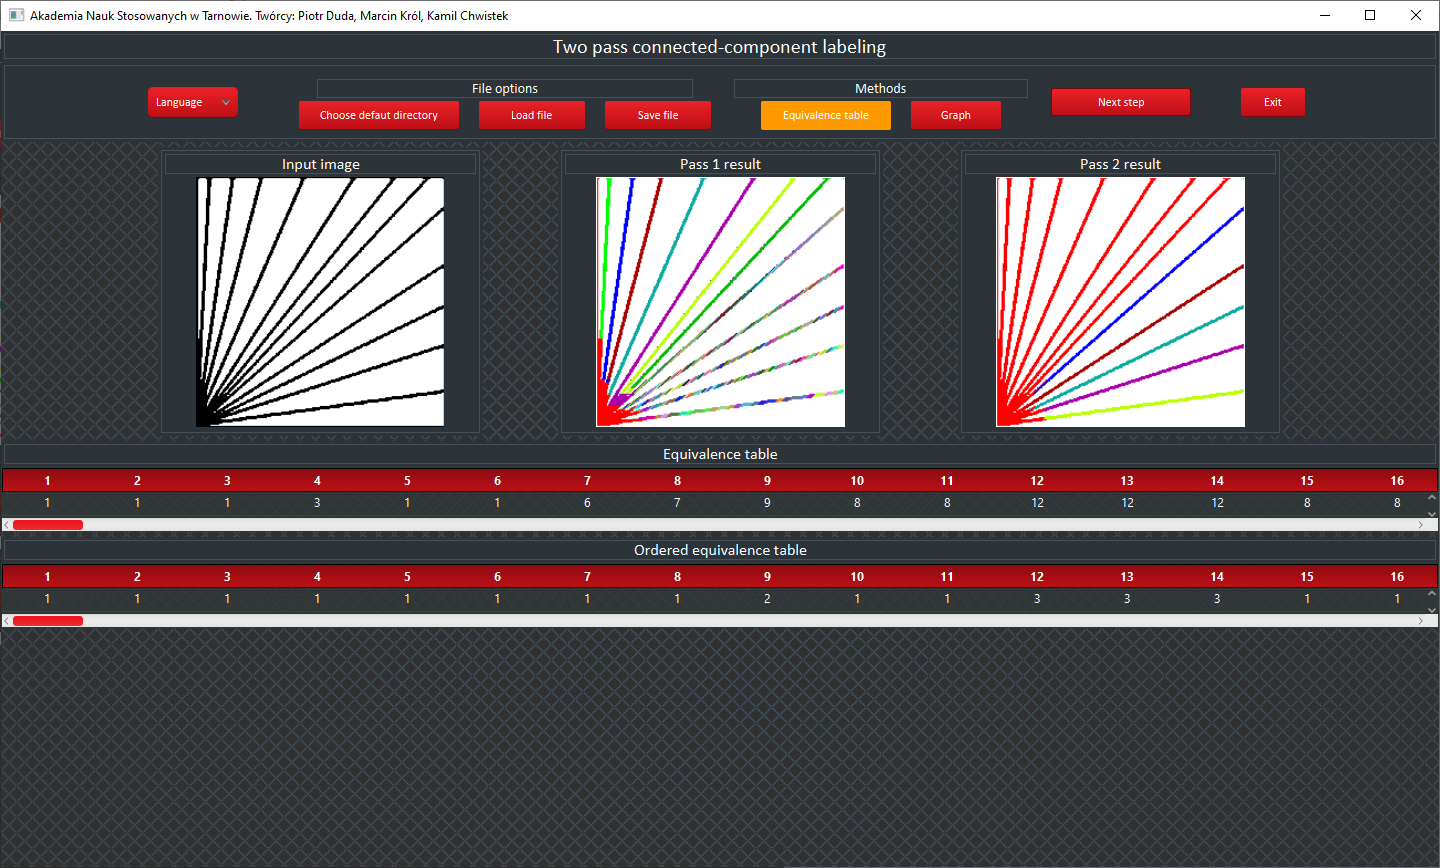 Akademia Nauk Stosowanych w Tarnowie. Twórcy: Piotr Duda, Marcin Król, Kamil Chwistek
Two pass connected-component labeling
File options
Methods
Language
Choose defaut directory
Load file
Save file
Equivalence table
Graph
Next step
Exit
Input image
Pass 1 result
Pass 2 result
Equivalence table
1 2 3 4 5 6 7 8 9 10 11 12 13 14 15 16
1 1 1 3 1 1 6 7 9 8 8 12 12 12 8 8
Ordered equivalence table
1 2 3 4 5 6 7 8 9 10 11 12 13 14 15 16
1 1 1 1 1 1 1 1 2 1 1 3 3 3 1 1